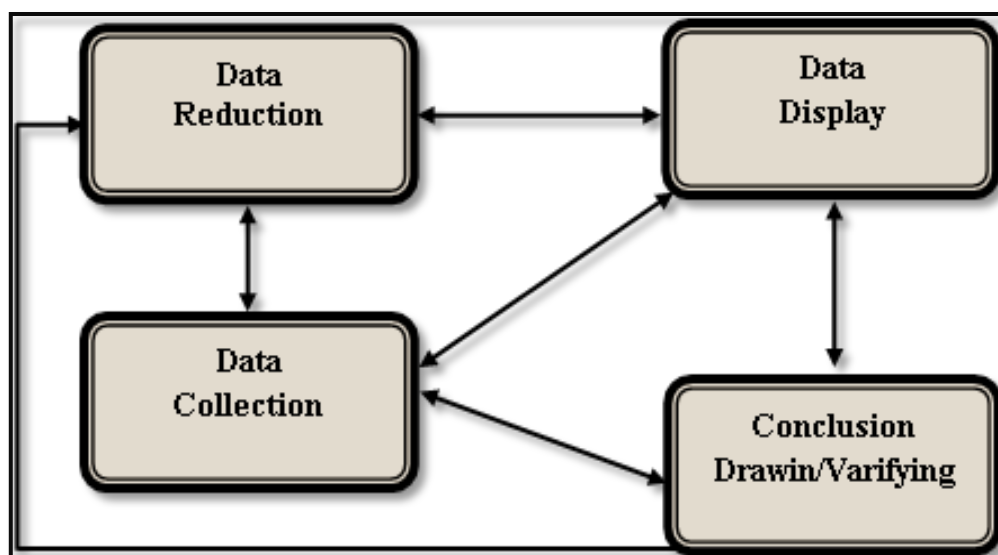 Data
Reduction
Data
Display
Data
Collection
Conclusion
Drawin/Varifying